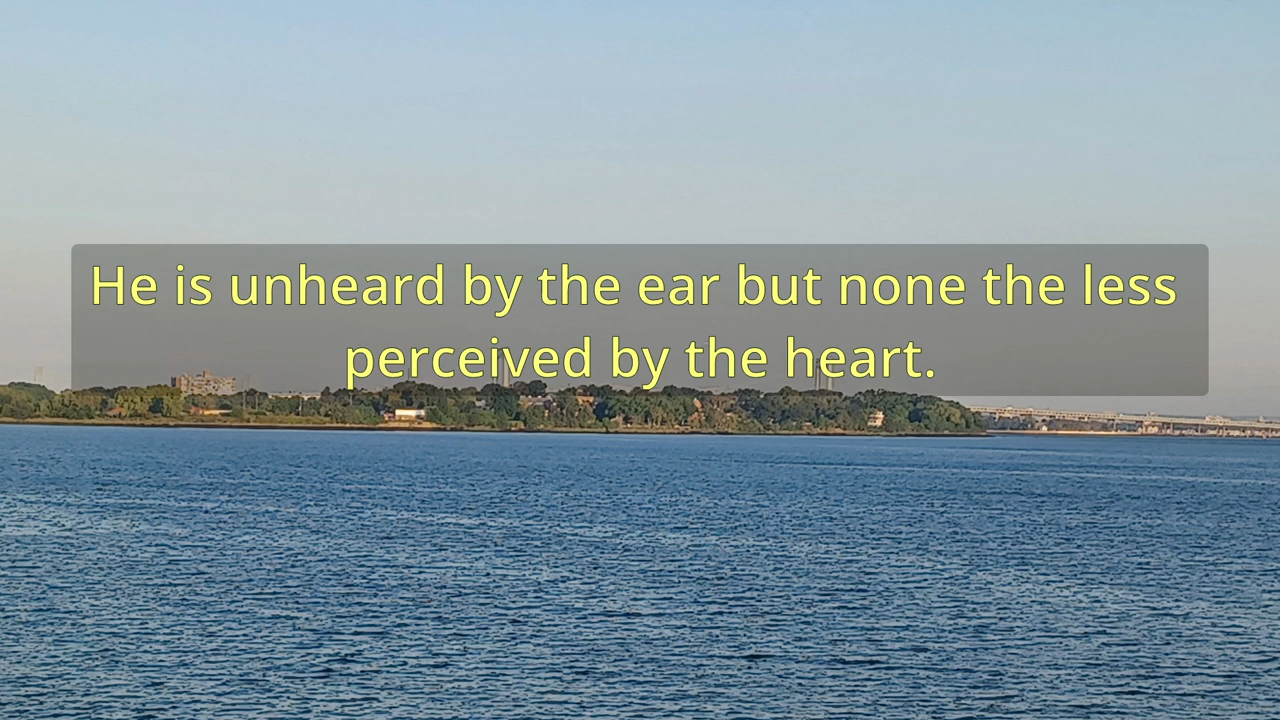 He is unheard by the ear but none the less
perceived by the heart.